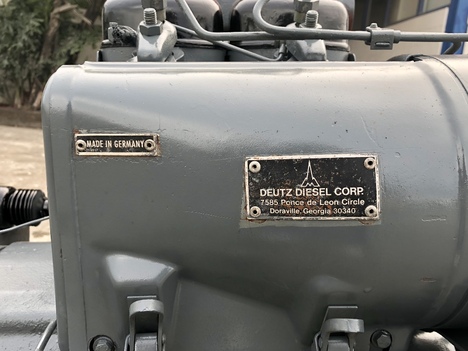 MADE IN GERMANY
DEUTZ DIESEL CORP.
7585 Ponce de Leon Circle
Doraville, Georgia 30340